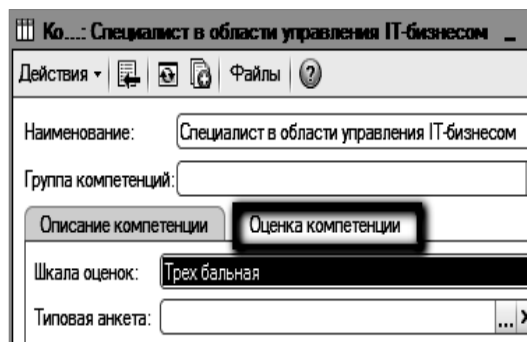 Ко...: Специалист в области управления IT-бизнесом
Действия Файлы
Наименование: Специалист в области управления IT-бизнесом
Группа компетенций:
Описание компетенции Оценка компетенции
Шкала оценок: Трех бальная
Типовая анкета: ...